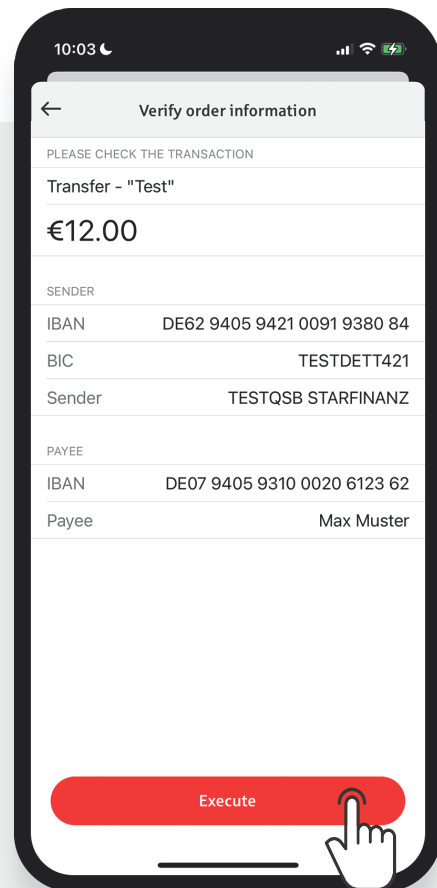 10:03
Verify order information
PLEASE CHECK THE TRANSACTION
Transfer - "Test"
€12.00
SENDER
IBAN DE62 9405 9421 0091 9380 84
BIC TESTDETT421
Sender TESTQSB STARFINANZ
PAYEE
IBAN DE07 9405 9310 0020 6123 62
Payee Max Muster
Execute